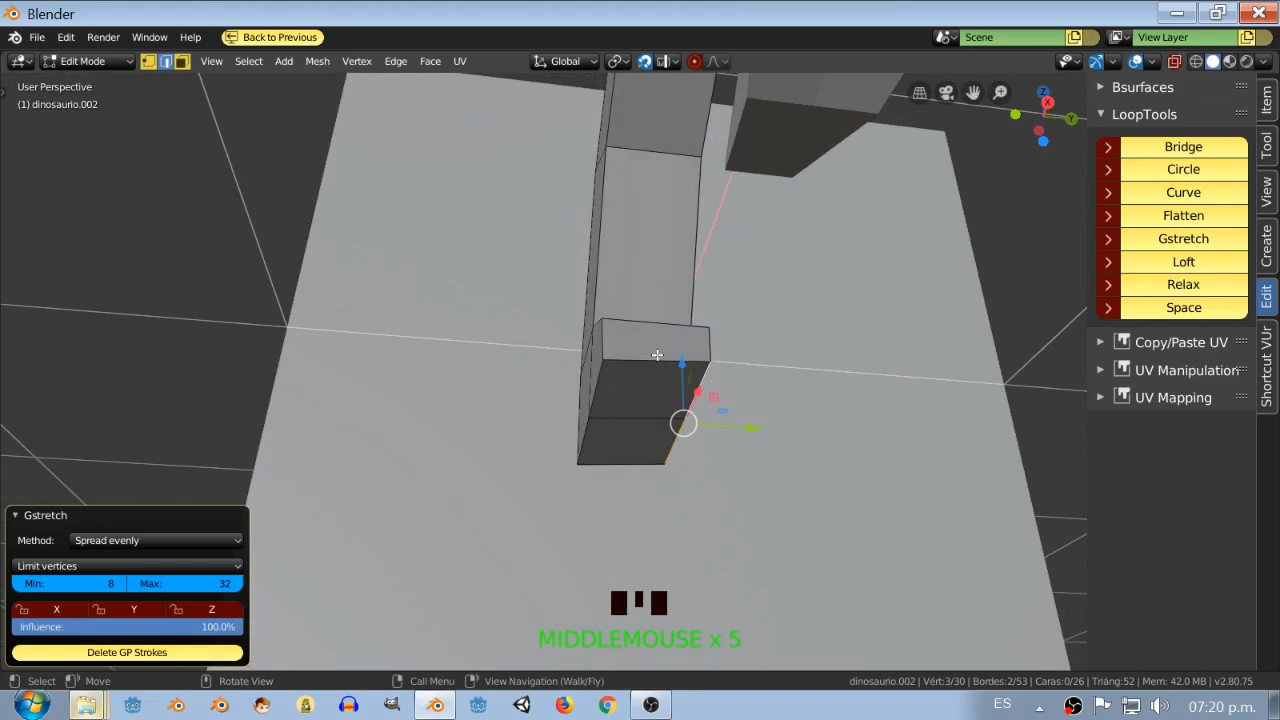 Blender
File Edit Render Window Help Back to Previous Scene View Layer
Edit Mode View Select Add Mesh Vertex Edge Face UV Global
User Perspective
(1) dinosaurio.002
Z
X
Y
Bsurfaces
LoopTools
Bridge
Circle
Curve
Flatten
Gstretch
Loft
Relax
Space
Copy/Paste UV
UV Manipulation
UV Mapping
Item
Tool
View
Create
Edit
Shortcut VUr
Gstretch
Method: Spread evenly
Limit vertices
Min: 8 Max: 32
X Y Z
Influence: 100.0%
Delete GP Strokes
MIDDLEMOUSE x 5
Select Move Rotate View Call Menu View Navigation (Walk/Fly) dinosaurio.002 | Vért:3/30 | Bordes:2/53 | Caras:0/26 | Triáng:52 | Mem: 42.0 MB | v2.80.75
ES 07:20 p.m.